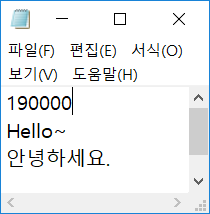 파일(F) 편집(E) 서식(O)
보기(V) 도움말(H)
190000
Hello~
안녕하세요.